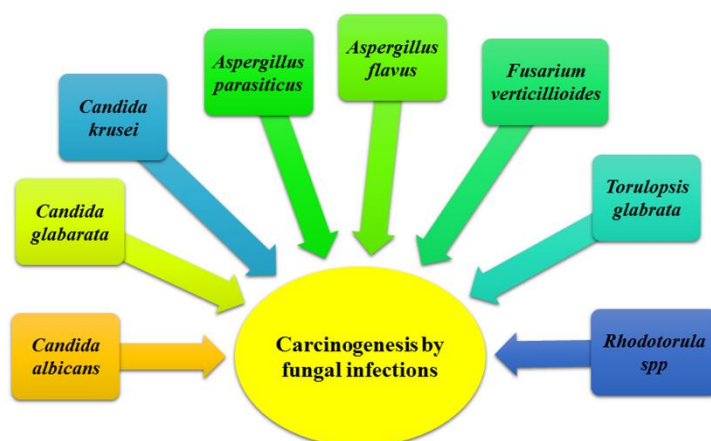 Aspergillus
parasiticus
Aspergillus
flavus
Fusarium
verticillioides
Candida
krusei
Torulopsis
glabrata
Candida
glabarata
Candida
albicans
Carcinogenesis by
fungal infections
Rhodotorula
spp